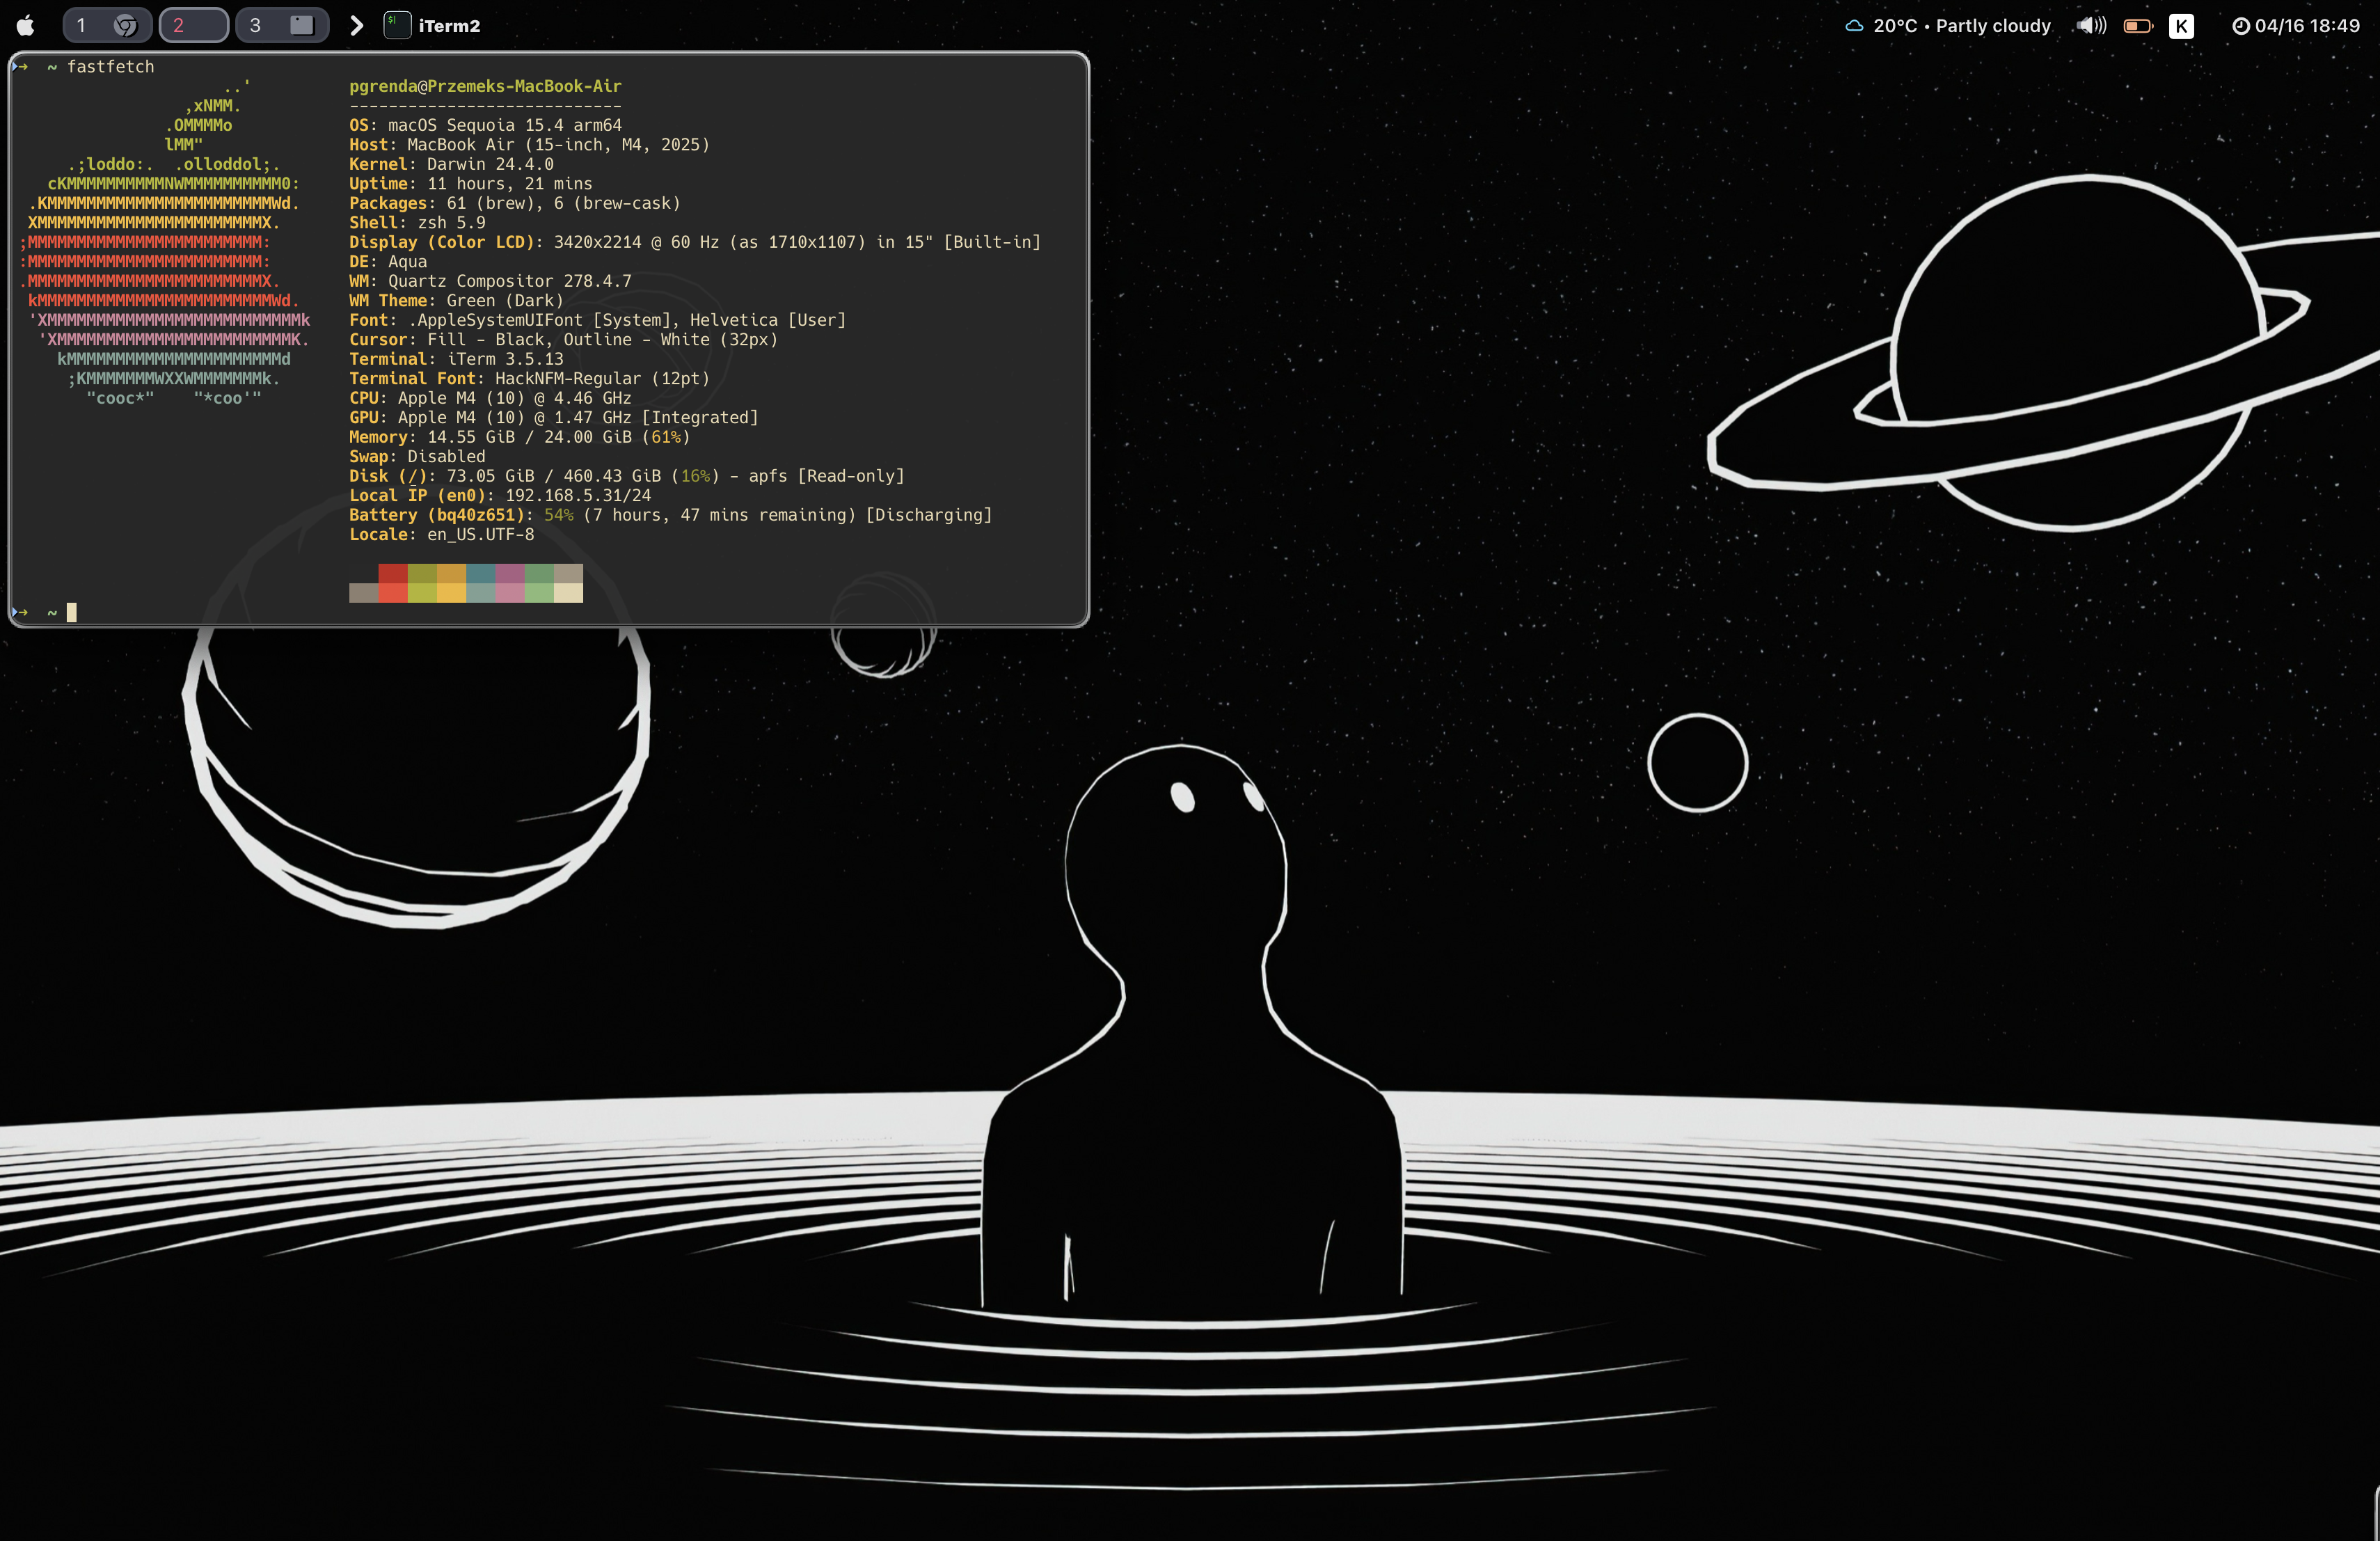 1 2 3 iTerm2 20°C • Partly cloudy K 04/16 18:49
➜ ~ fastfetch
..'
,xNMM.
.OMMMMo
lMM"
.;loddo:. .olloddol;.
cKMMMMMMMMMMNWMMMMMMMMMM0:
.KMMMMMMMMMMMMMMMMMMMMMMMWd.
XMMMMMMMMMMMMMMMMMMMMMMMX.
;MMMMMMMMMMMMMMMMMMMMMMMM:
:MMMMMMMMMMMMMMMMMMMMMMMM:
.MMMMMMMMMMMMMMMMMMMMMMMMX.
kMMMMMMMMMMMMMMMMMMMMMMMMWd.
'XMMMMMMMMMMMMMMMMMMMMMMMMMMk
'XMMMMMMMMMMMMMMMMMMMMMMMMK.
kMMMMMMMMMMMMMMMMMMMMMMd
;KMMMMMMMWXXWMMMMMMMk.
"cooc*" "*coo'"
pgrenda@Przemeks-MacBook-Air
----------------------------
OS: macOS Sequoia 15.4 arm64
Host: MacBook Air (15-inch, M4, 2025)
Kernel: Darwin 24.4.0
Uptime: 11 hours, 21 mins
Packages: 61 (brew), 6 (brew-cask)
Shell: zsh 5.9
Display (Color LCD): 3420x2214 @ 60 Hz (as 1710x1107) in 15" [Built-in]
DE: Aqua
WM: Quartz Compositor 278.4.7
WM Theme: Green (Dark)
Font: .AppleSystemUIFont [System], Helvetica [User]
Cursor: Fill - Black, Outline - White (32px)
Terminal: iTerm 3.5.13
Terminal Font: HackNFM-Regular (12pt)
CPU: Apple M4 (10) @ 4.46 GHz
GPU: Apple M4 (10) @ 1.47 GHz [Integrated]
Memory: 14.55 GiB / 24.00 GiB (61%)
Swap: Disabled
Disk (/): 73.05 GiB / 460.43 GiB (16%) - apfs [Read-only]
Local IP (en0): 192.168.5.31/24
Battery (bq40z651): 54% (7 hours, 47 mins remaining) [Discharging]
Locale: en_US.UTF-8
➜ ~